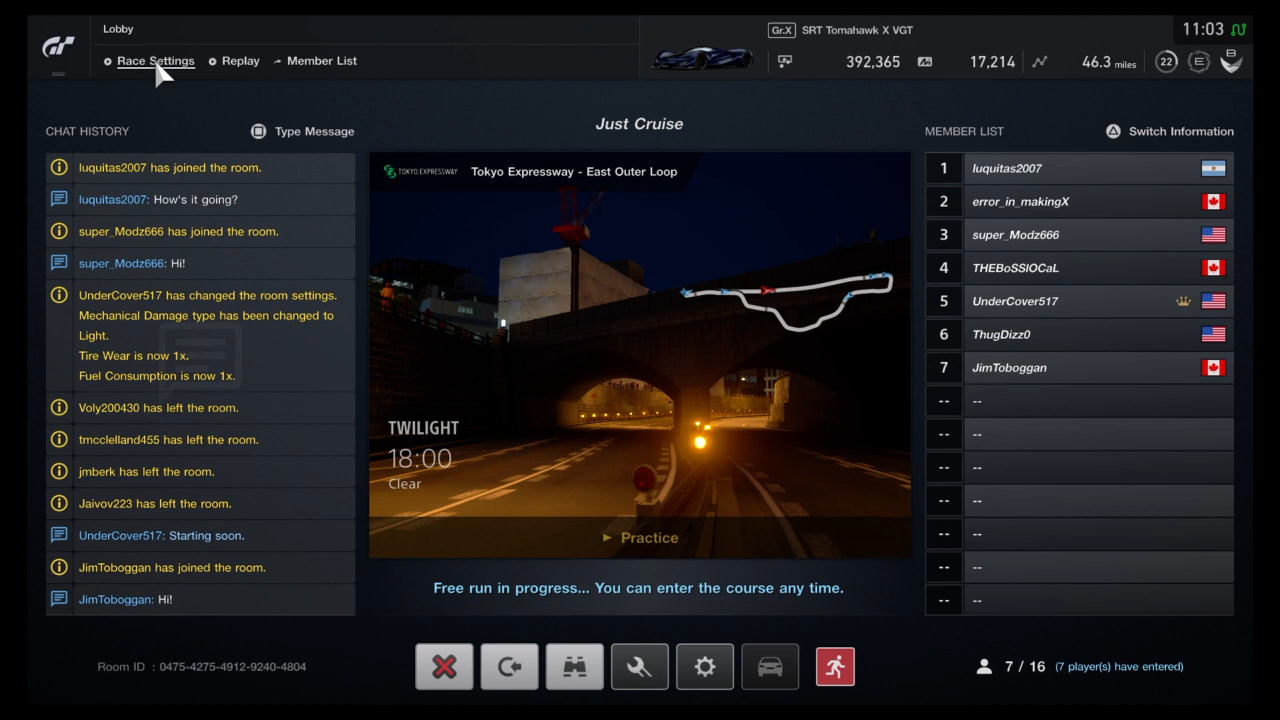 Lobby
Race Settings
Replay
Member List
Gr.X
SRT Tomahawk X VGT
392,365
17,214
46.3 miles
11:03
22
E
B
CHAT HISTORY
Type Message
luquitas2007 has joined the room.
luquitas2007: How's it going?
super_Modz666 has joined the room.
super_Modz666: Hi!
UnderCover517 has changed the room settings.
Mechanical Damage type has been changed to
Light.
Tire Wear is now 1x.
Fuel Consumption is now 1x.
Voly200430 has left the room.
tmcclelland455 has left the room.
jmberk has left the room.
Jaivov223 has left the room.
UnderCover517: Starting soon.
JimToboggan has joined the room.
JimToboggan: Hi!
Just Cruise
TOKYO EXPRESSWAY
Tokyo Expressway - East Outer Loop
TWILIGHT
18:00
Clear
Practice
Free run in progress... You can enter the course any time.
MEMBER LIST
Switch Information
1 luquitas2007
2 error_in_makingX
3 super_Modz666
4 THEBoSSlOCaL
5 UnderCover517
6 ThugDizz0
7 JimToboggan
-- --
-- --
-- --
-- --
-- --
-- --
-- --
Room ID : 0475-4275-4912-9240-4804
7 / 16 (7 player(s) have entered)